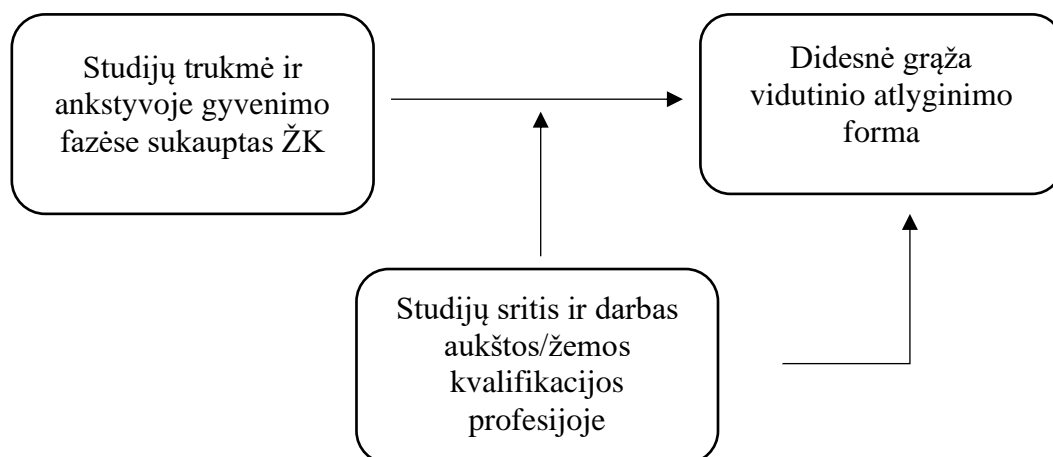 Studijų trukmė ir
ankstyvoje gyvenimo
fazėse sukauptas ŽK
Didesnė grąža
vidutinio atlyginimo
forma
Studijų sritis ir darbas
aukštos/žemos
kvalifikacijos
profesijoje